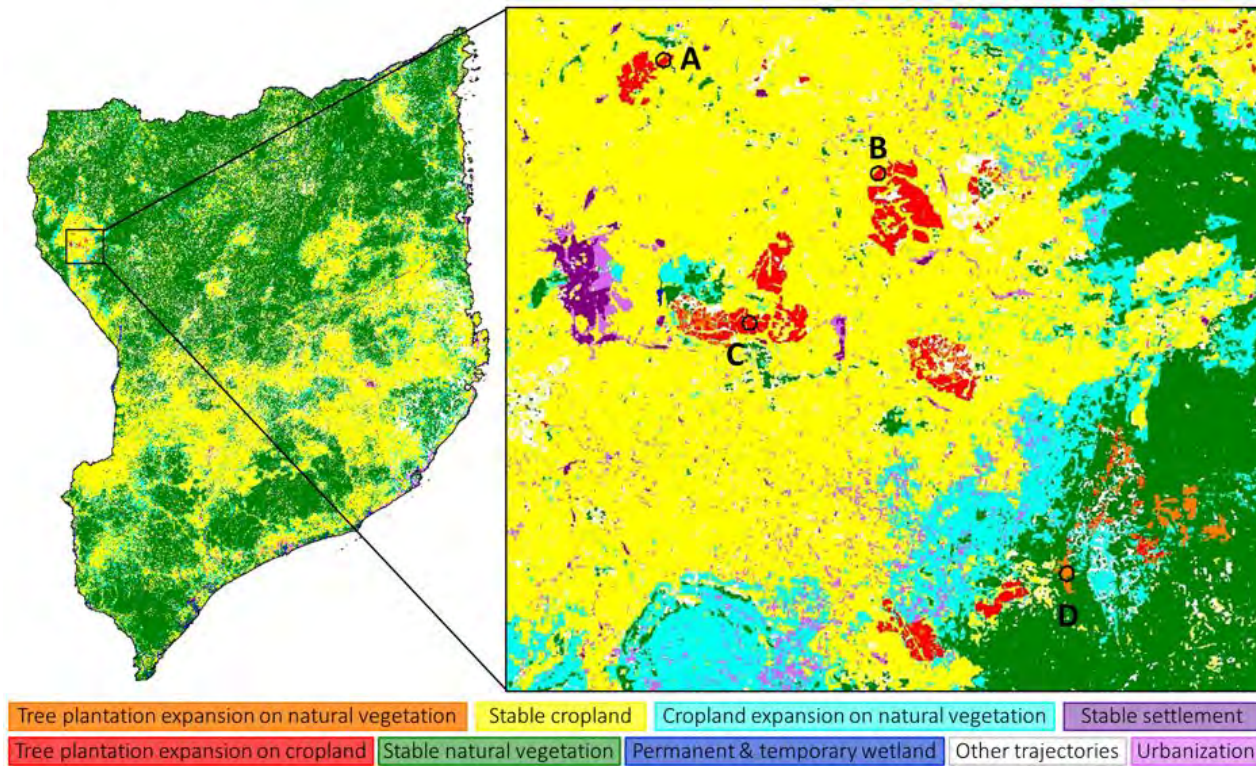 A
B
C
D
Tree plantation expansion on natural vegetation Stable cropland Cropland expansion on natural vegetation Stable settlement
Tree plantation expansion on cropland Stable natural vegetation Permanent & temporary wetland Other trajectories Urbanization